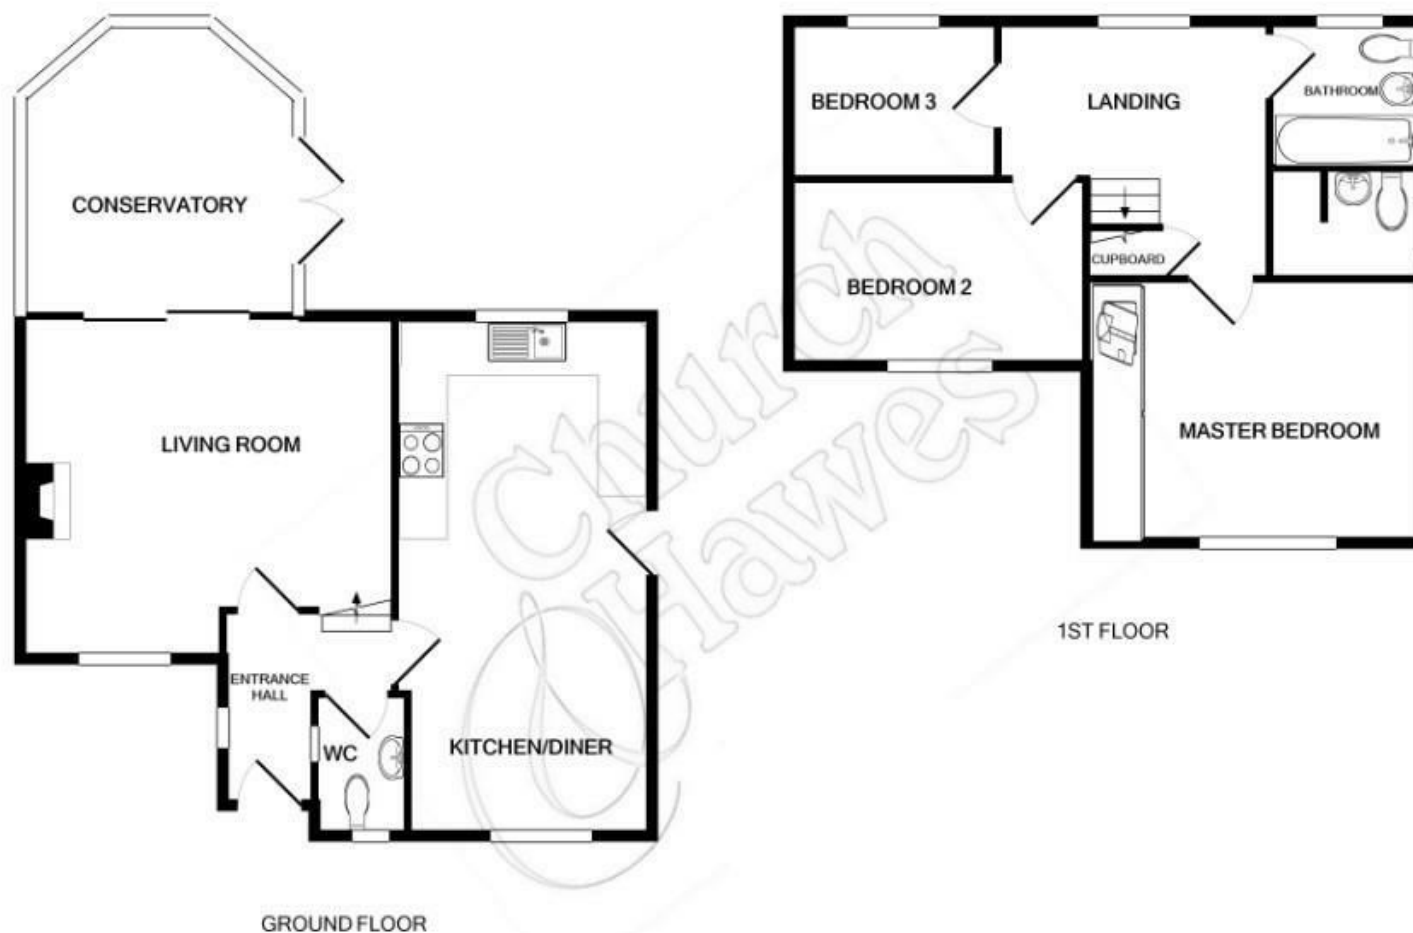 CONSERVATORY
LIVING ROOM
ENTRANCE
HALL
WC
KITCHEN/DINER
GROUND FLOOR
BEDROOM 3
LANDING
BATHROOM
CUPBOARD
BEDROOM 2
MASTER BEDROOM
1ST FLOOR
Church
& Hawes